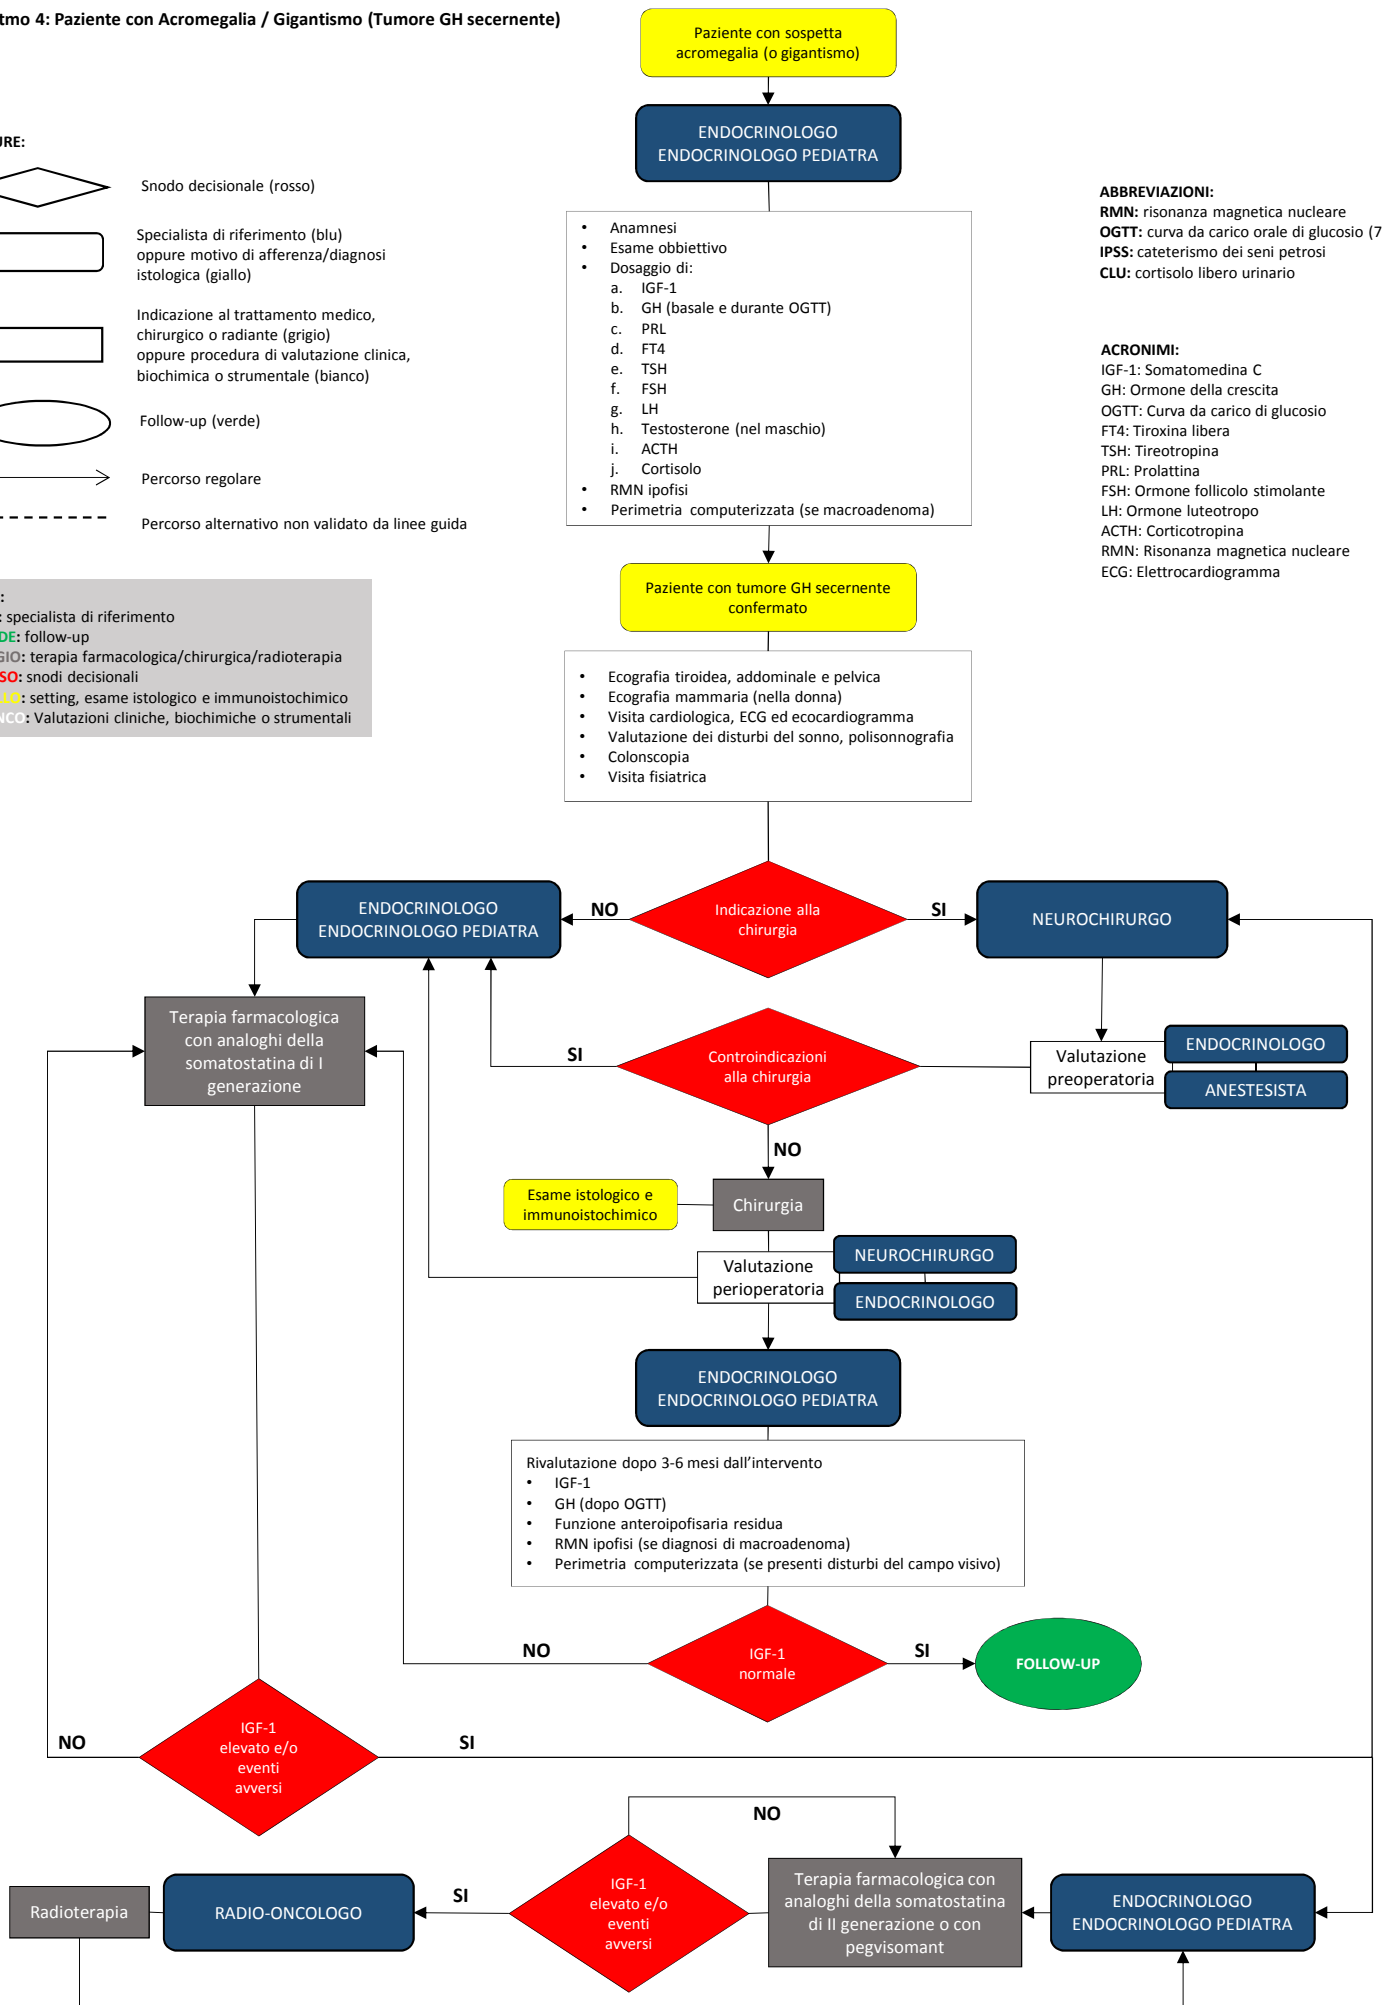 tmo 4: Paziente con Acromegalia / Gigantismo (Tumore GH secernente)
Paziente con sospetta
acromegalia (o gigantismo)
ENDOCRINOLOGO
ENDOCRINOLOGO PEDIATRA
URE:
Snodo decisionale (rosso)
Specialista di riferimento (blu)
oppure motivo di afferenza/diagnosi
istologica (giallo)
Indicazione al trattamento medico,
chirurgico o radiante (grigio)
oppure procedura di valutazione clinica,
biochimica o strumentale (bianco)
Follow-up (verde)
Percorso regolare
Percorso alternativo non validato da linee guida
:
: specialista di riferimento
DE: follow-up
GIO: terapia farmacologica/chirurgica/radioterapia
SO: snodi decisionali
LLO: setting, esame istologico e immunoistochimico
NCO: Valutazioni cliniche, biochimiche o strumentali
• Anamnesi
• Esame obbiettivo
• Dosaggio di:
a. IGF-1
b. GH (basale e durante OGTT)
c. PRL
d. FT4
e. TSH
f. FSH
g. LH
h. Testosterone (nel maschio)
i. ACTH
j. Cortisolo
• RMN ipofisi
• Perimetria computerizzata (se macroadenoma)
ABBREVIAZIONI:
RMN: risonanza magnetica nucleare
OGTT: curva da carico orale di glucosio (7
IPSS: cateterismo dei seni petrosi
CLU: cortisolo libero urinario
ACRONIMI:
IGF-1: Somatomedina C
GH: Ormone della crescita
OGTT: Curva da carico di glucosio
FT4: Tiroxina libera
TSH: Tireotropina
PRL: Prolattina
FSH: Ormone follicolo stimolante
LH: Ormone luteotropo
ACTH: Corticotropina
RMN: Risonanza magnetica nucleare
ECG: Elettrocardiogramma
Paziente con tumore GH secernente
confermato
• Ecografia tiroidea, addominale e pelvica
• Ecografia mammaria (nella donna)
• Visita cardiologica, ECG ed ecocardiogramma
• Valutazione dei disturbi del sonno, polisonnografia
• Colonscopia
• Visita fisiatrica
ENDOCRINOLOGO
ENDOCRINOLOGO PEDIATRA
NO
Indicazione alla
chirurgia
SI
NEUROCHIRURGO
Terapia farmacologica
con analoghi della
somatostatina di I
generazione
SI
Controindicazioni
alla chirurgia
Valutazione
preoperatoria
ENDOCRINOLOGO
ANESTESISTA
NO
Esame istologico e
immunoistochimico
Chirurgia
Valutazione
perioperatoria
NEUROCHIRURGO
ENDOCRINOLOGO
ENDOCRINOLOGO
ENDOCRINOLOGO PEDIATRA
Rivalutazione dopo 3-6 mesi dall'intervento
• IGF-1
• GH (dopo OGTT)
• Funzione anteroipofisaria residua
• RMN ipofisi (se diagnosi di macroadenoma)
• Perimetria computerizzata (se presenti disturbi del campo visivo)
NO
IGF-1
normale
SI
FOLLOW-UP
NO
IGF-1
elevato e/o
eventi
avversi
SI
NO
Radioterapia
RADIO-ONCOLOGO
SI
IGF-1
elevato e/o
eventi
avversi
Terapia farmacologica con
analoghi della somatostatina
di II generazione o con
pegvisomant
ENDOCRINOLOGO
ENDOCRINOLOGO PEDIATRA